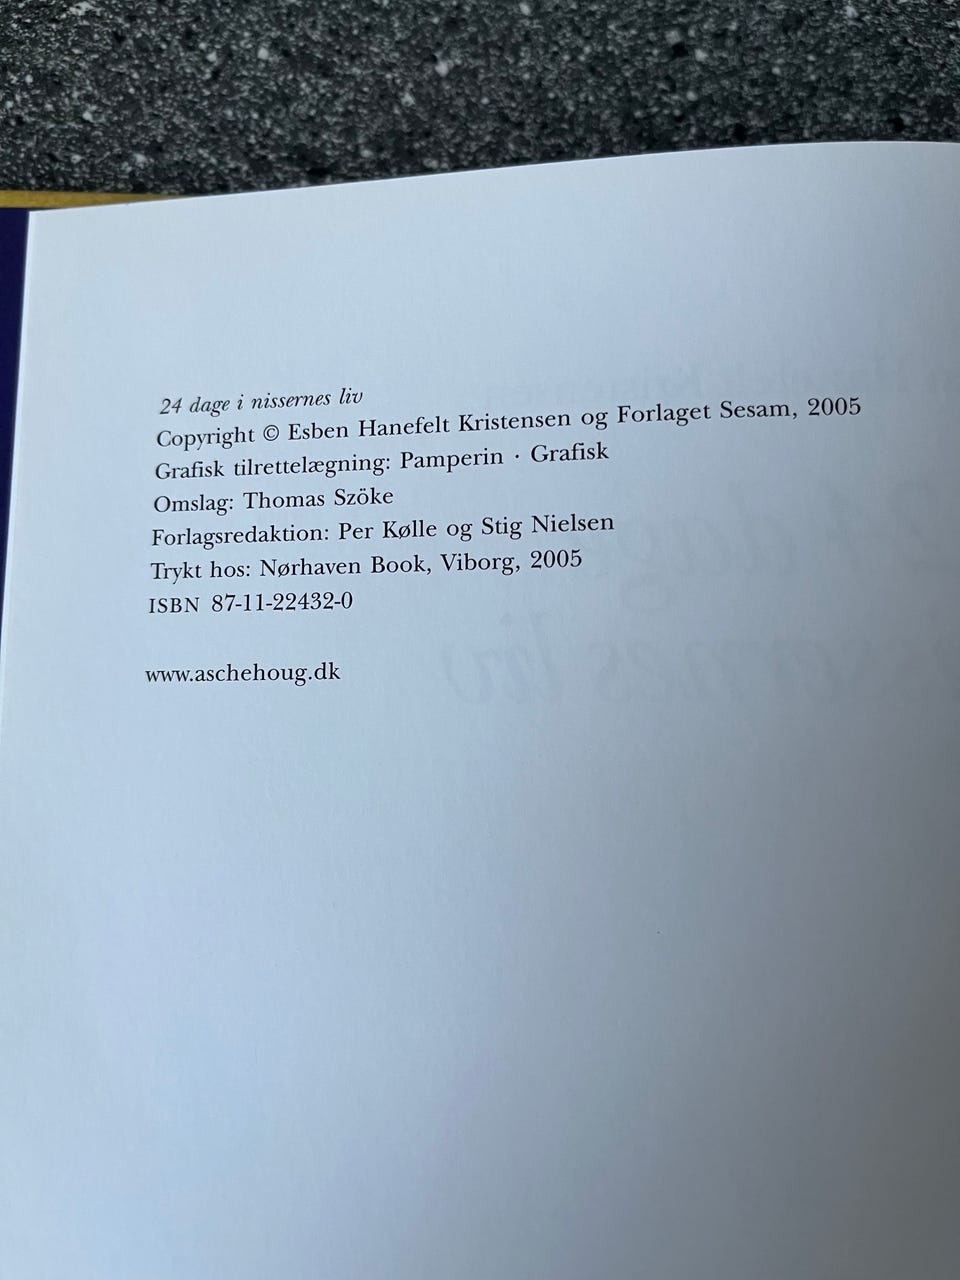 24 dage i nissernes liv
Copyright © Esben Hanefelt Kristensen og Forlaget Sesam, 2005
Grafisk tilrettelægning: Pamperin · Grafisk
Omslag: Thomas Szöke
Forlagsredaktion: Per Kølle og Stig Nielsen
Trykt hos: Nørhaven Book, Viborg, 2005
ISBN 87-11-22432-0
www.aschehoug.dk